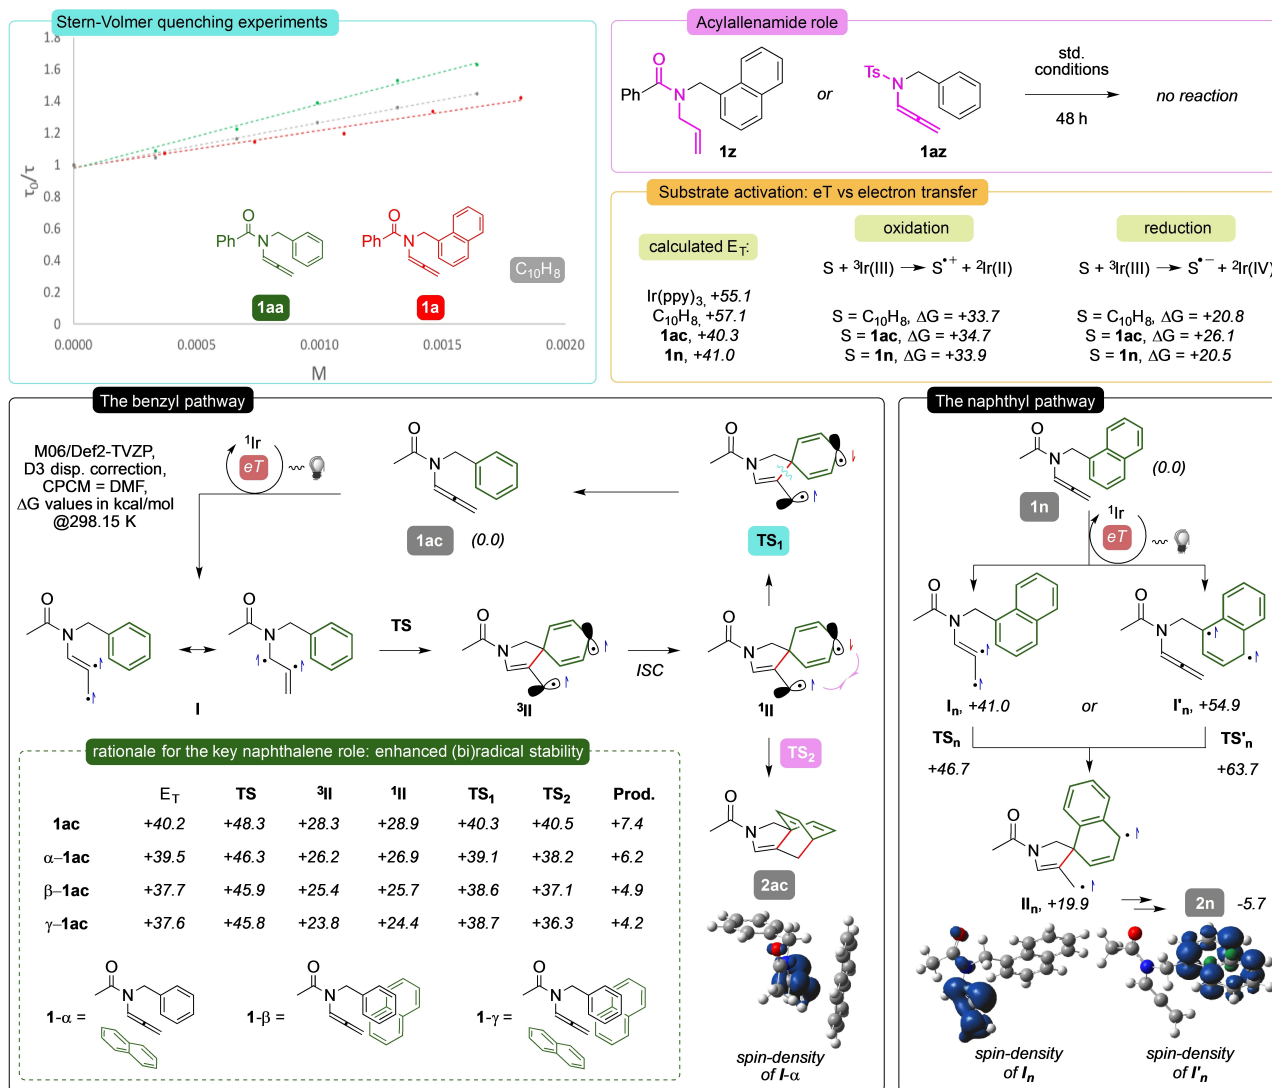 Stern-Volmer quenching experiments
1.8
1.6
1.4
1.2
1
0.8
0.6
0.4
0.2
0
τ0/τ
0.0000 0.0005 0.0010 0.0015 0.0020
M
O
Ph N
1aa
O
Ph N
1a
C10H8
Acylallenamide role
O
Ph N
1z
or
Ts N
1az
std.
conditions
48 h
no reaction
Substrate activation: eT vs electron transfer
calculated ET:
Ir(ppy)3, +55.1
C10H8, +57.1
1ac, +40.3
1n, +41.0
oxidation
S + 3Ir(III) → S•+ + 2Ir(II)
S = C10H8, ΔG = +33.7
S = 1ac, ΔG = +34.7
S = 1n, ΔG = +33.9
reduction
S + 3Ir(III) → S•− + 2Ir(IV)
S = C10H8, ΔG = +20.8
S = 1ac, ΔG = +26.1
S = 1n, ΔG = +20.5
The benzyl pathway
M06/Def2-TVZP,
D3 disp. correction,
CPCM = DMF,
ΔG values in kcal/mol
@298.15 K
1Ir
eT
O
N
1ac (0.0)
O
N
TS1
O
N
O
N
I
TS
O
N
3II
ISC
O
N
1II
TS2
O
N
2ac
rationale for the key naphthalene role: enhanced (bi)radical stability
ET TS 3II 1II TS1 TS2 Prod.
1ac +40.2 +48.3 +28.3 +28.9 +40.3 +40.5 +7.4
α–1ac +39.5 +46.3 +26.2 +26.9 +39.1 +38.2 +6.2
β–1ac +37.7 +45.9 +25.4 +25.7 +38.6 +37.1 +4.9
γ–1ac +37.6 +45.8 +23.8 +24.4 +38.7 +36.3 +4.2
O
N
1-α =
O
N
1-β =
O
N
1-γ =
spin-density
of I-α
The naphthyl pathway
O
N
(0.0)
1n
1Ir
eT
O
N
In, +41.0
or
O
N
I'n, +54.9
TSn
+46.7
TS'n
+63.7
O
N
IIn, +19.9
2n -5.7
spin-density
of In
spin-density
of I'n